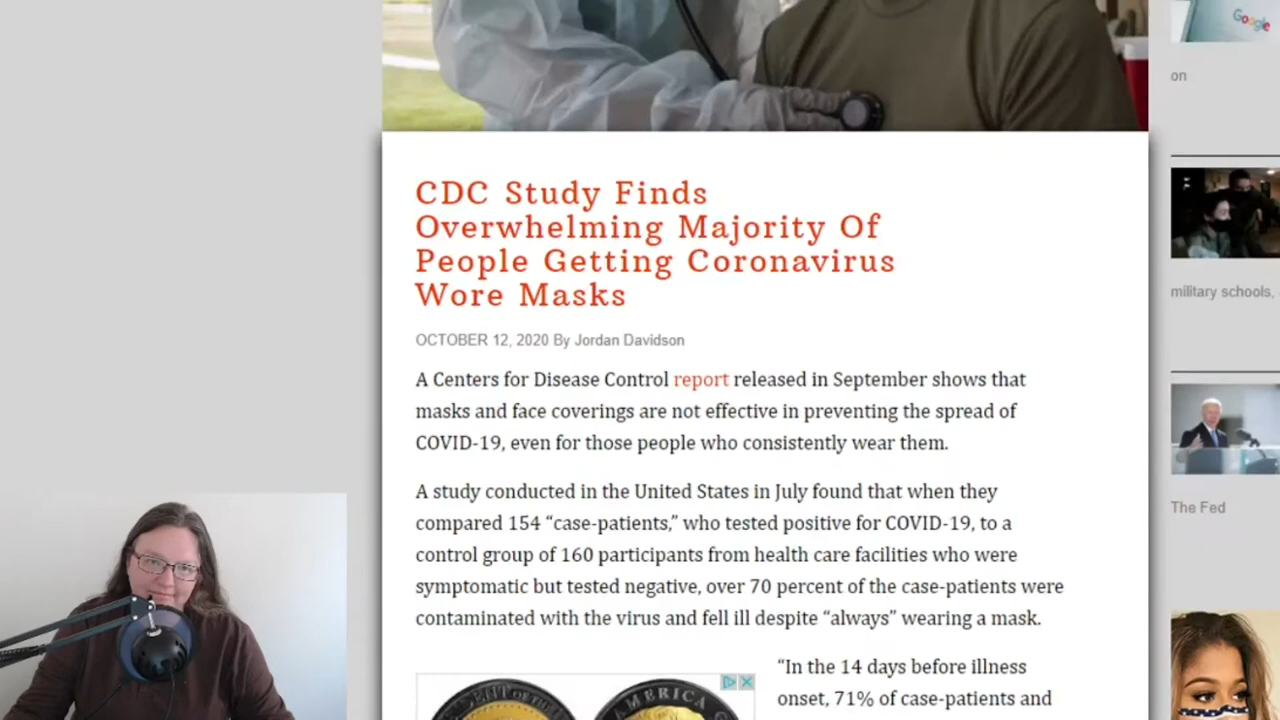 Google
on
CDC Study Finds
Overwhelming Majority Of
People Getting Coronavirus
Wore Masks
OCTOBER 12, 2020 By Jordan Davidson
A Centers for Disease Control report released in September shows that
masks and face coverings are not effective in preventing the spread of
COVID-19, even for those people who consistently wear them.
A study conducted in the United States in July found that when they
compared 154 “case-patients,” who tested positive for COVID-19, to a
control group of 160 participants from health care facilities who were
symptomatic but tested negative, over 70 percent of the case-patients were
contaminated with the virus and fell ill despite “always” wearing a mask.
“In the 14 days before illness
onset, 71% of case-patients and
military schools,
The Fed
AMERICA